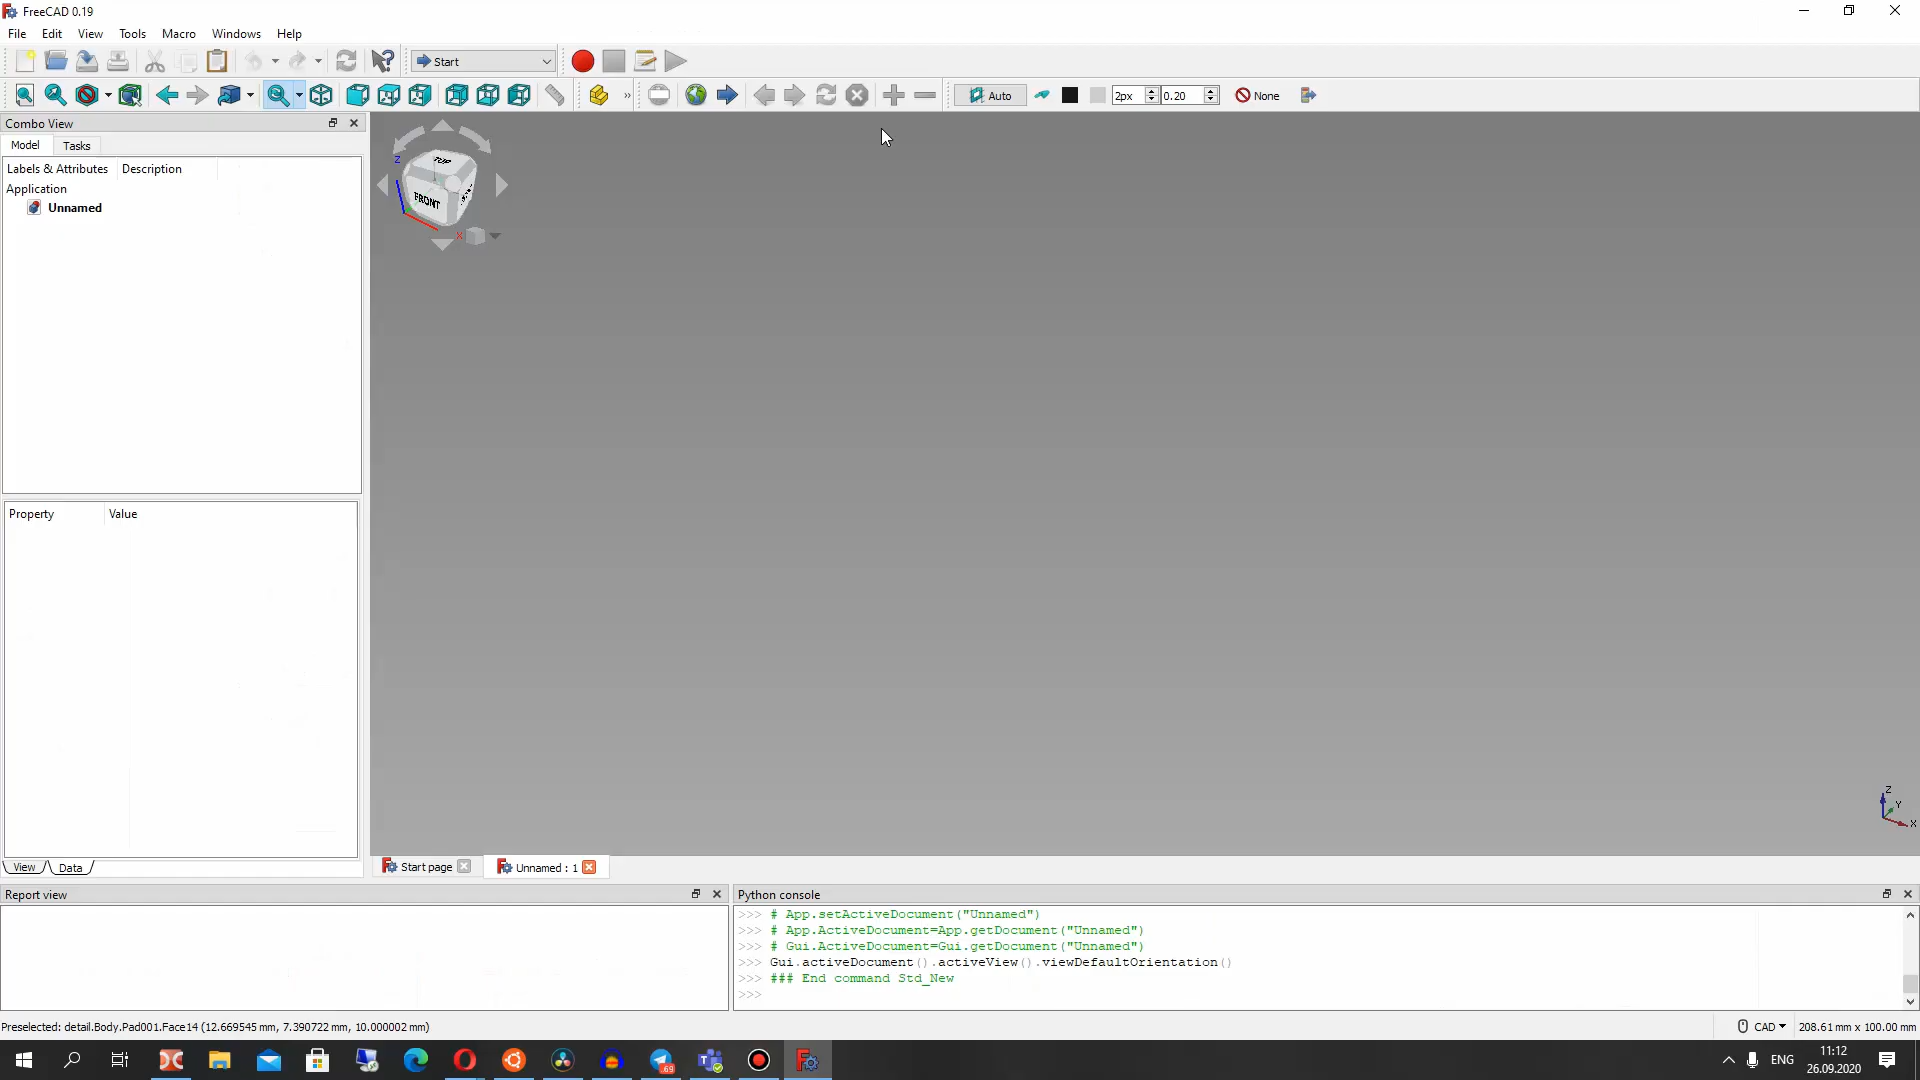 FreeCAD 0.19
File Edit View Tools Macro Windows Help
Start
Auto 2px 0.20 None
Combo View
Model Tasks
Labels & Attributes Description
Application
Unnamed
TOP
FRONT
Z
X
Property Value
View Data
Z
Y
X
Start page Unnamed : 1
Report view
Python console
>>> # App.setActiveDocument("Unnamed")
>>> # App.ActiveDocument=App.getDocument("Unnamed")
>>> # Gui.ActiveDocument=Gui.getDocument("Unnamed")
>>> Gui.activeDocument().activeView().viewDefaultOrientation()
>>> ### End command Std_New
>>>
Preselected: detail.Body.Pad001.Face14 (12.669545 mm, 7.390722 mm, 10.000002 mm)
CAD 208.61 mm x 100.00 mm
69
ENG
11:12
26.09.2020